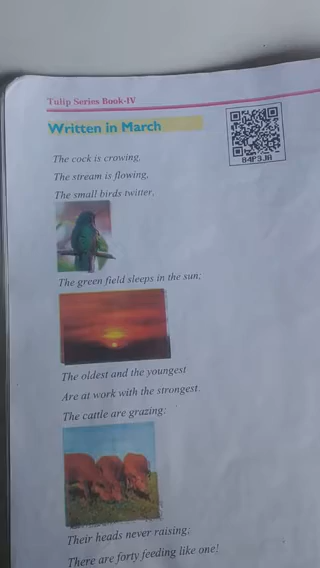 Tulip Series Book-IV
Written in March
84P3J8
The cock is crowing,
The stream is flowing,
The small birds twitter,
The green field sleeps in the sun;
The oldest and the youngest
Are at work with the strongest.
The cattle are grazing;
Their heads never raising;
There are forty feeding like one!